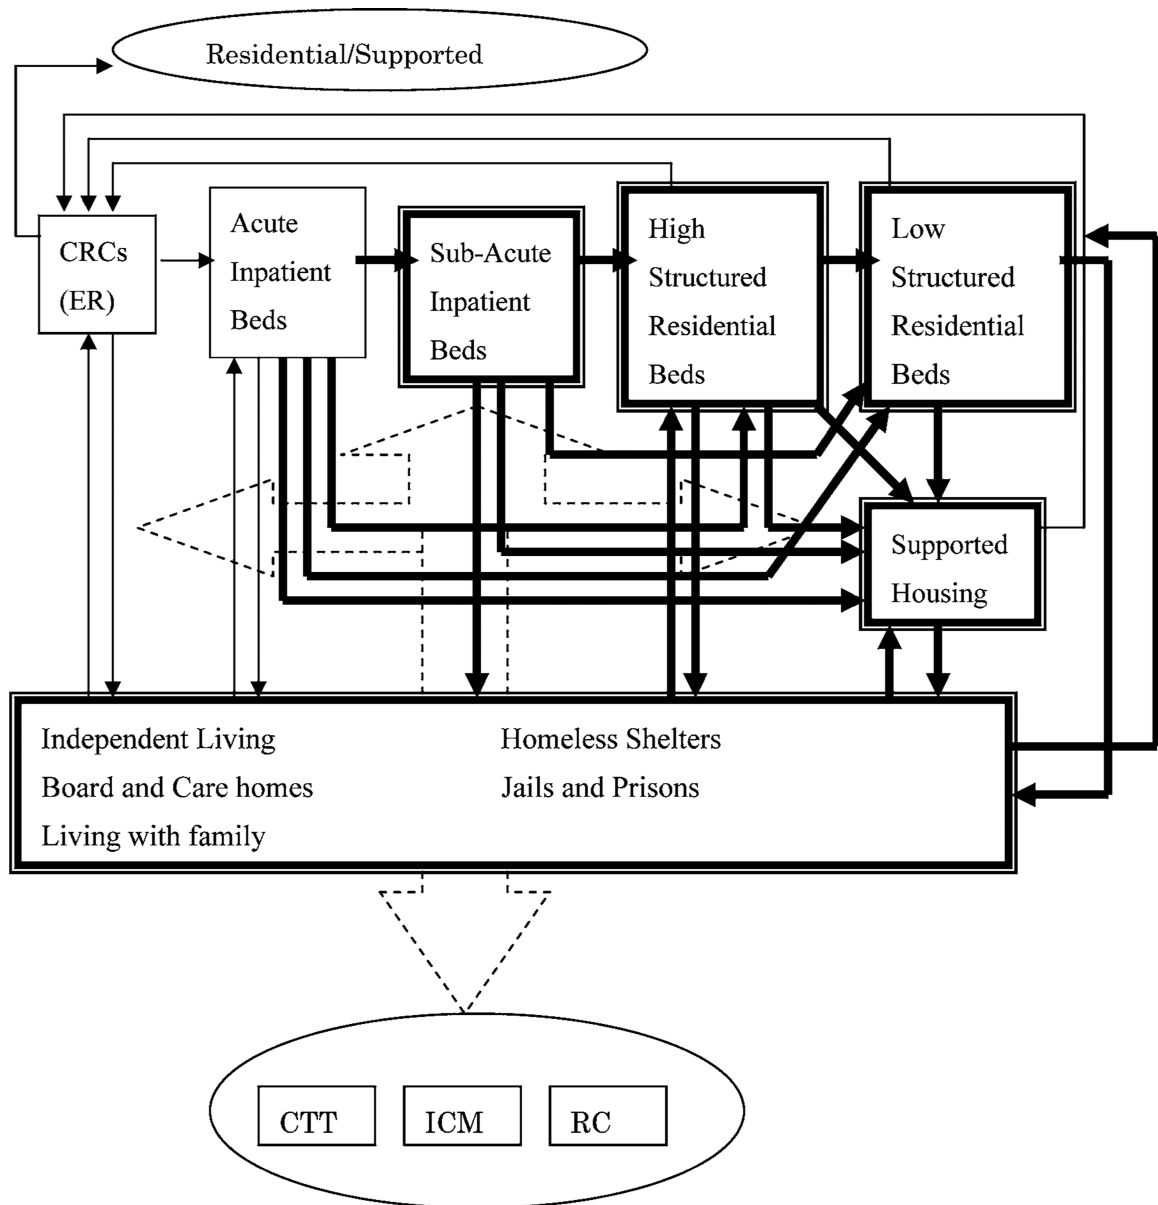 Residential/Supported
CRCs
(ER)
Acute
Inpatient
Beds
Sub-Acute
Inpatient
Beds
High
Structured
Residential
Beds
Low
Structured
Residential
Beds
Supported
Housing
Independent Living
Board and Care homes
Living with family
Homeless Shelters
Jails and Prisons
CTT
ICM
RC